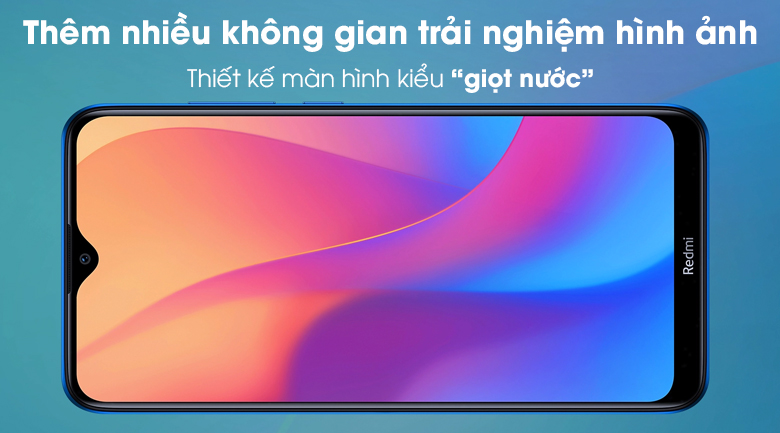 Thêm nhiều không gian trải nghiệm hình ảnh
Thiết kế màn hình kiểu “giọt nước”
Redmi